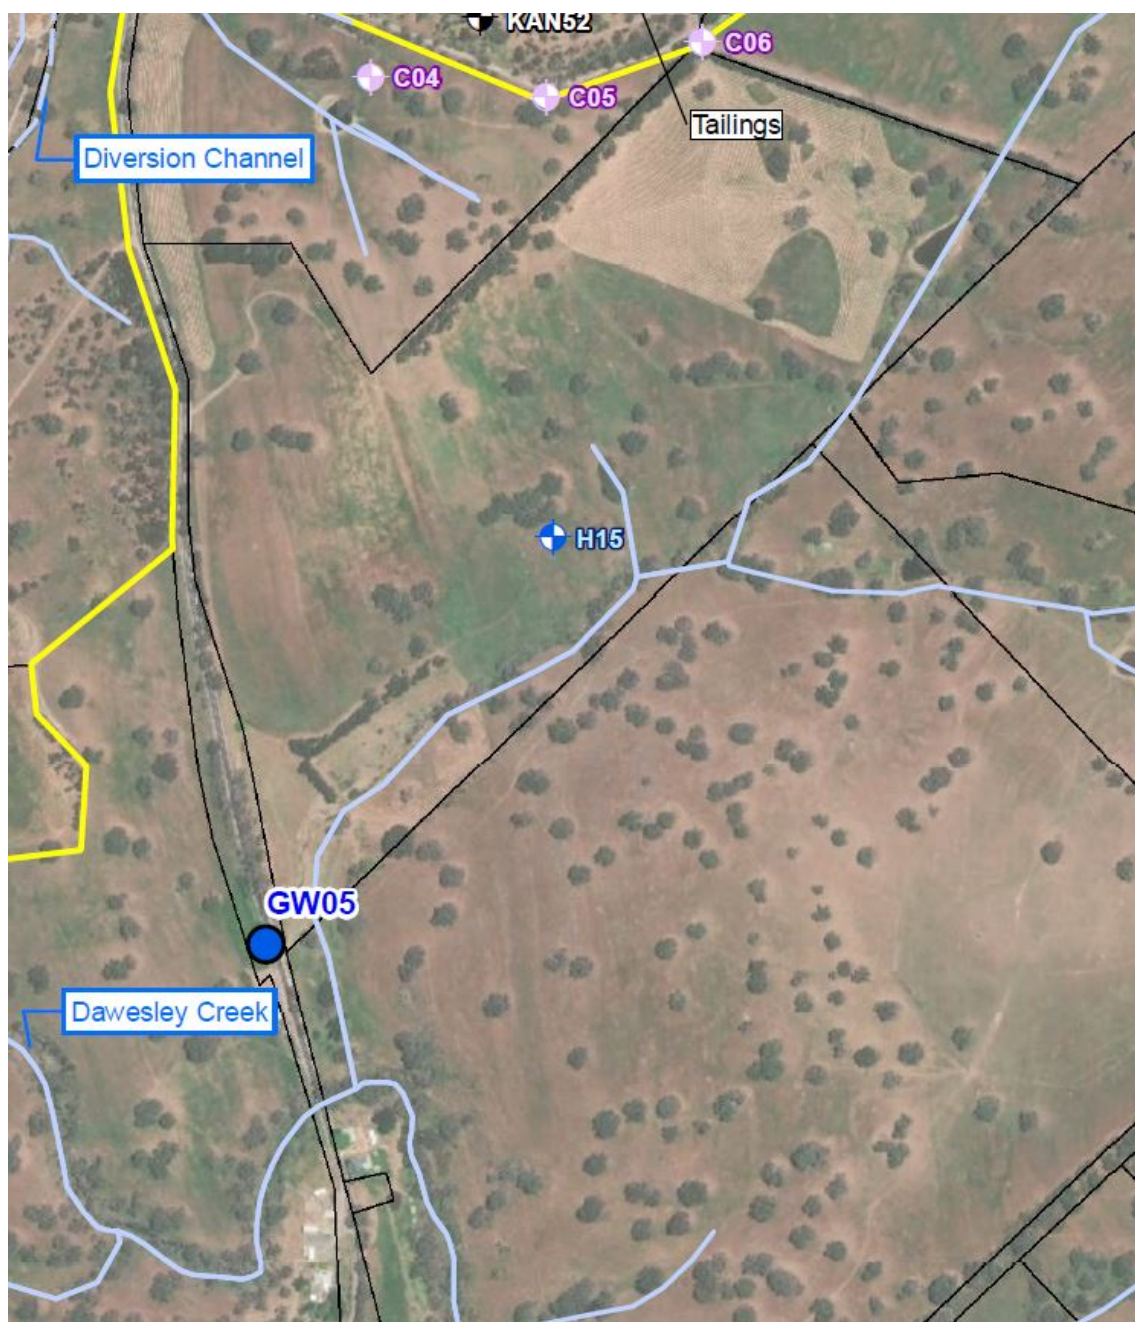 KAN52
C06
C04
C05
Tailings
Diversion Channel
H15
GW05
Dawesley Creek